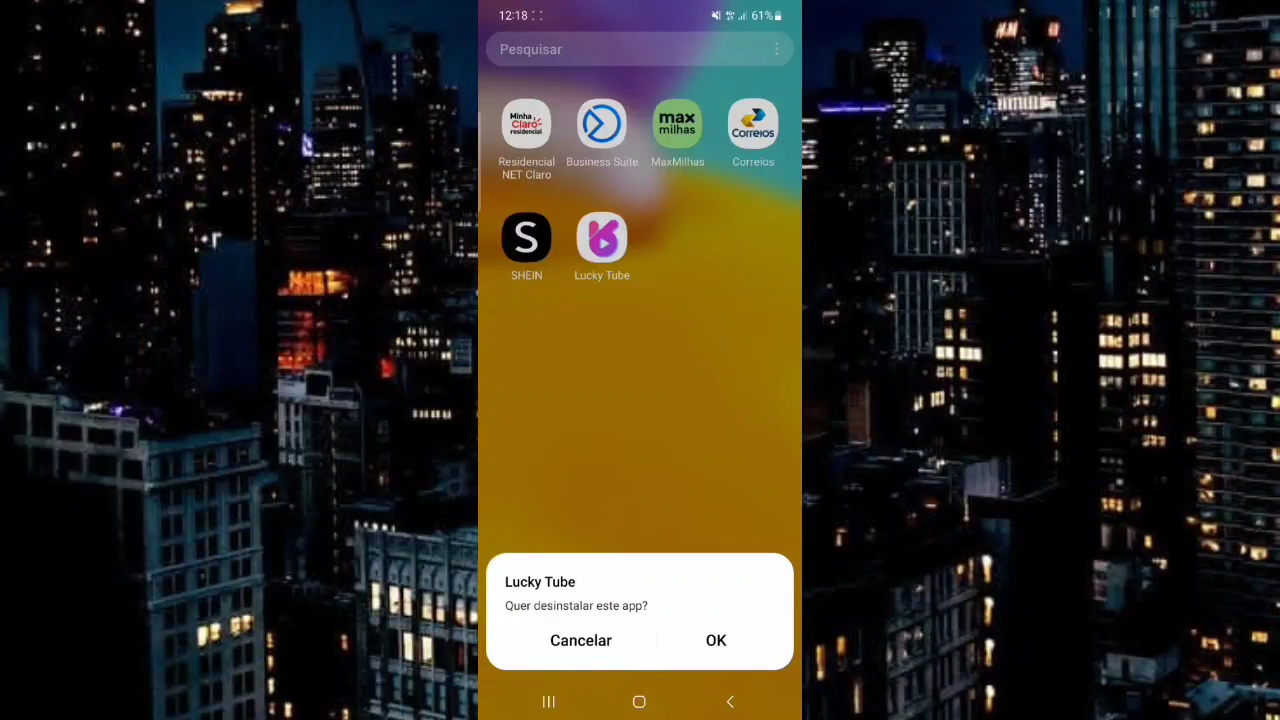 12:18
61%
Pesquisar
Minha
Claro-
residencial
max
milhas
Correios
Residencial
NET Claro
Business Suite
MaxMilhas
Correios
S
SHEIN
Lucky Tube
Lucky Tube
Quer desinstalar este app?
Cancelar
OK